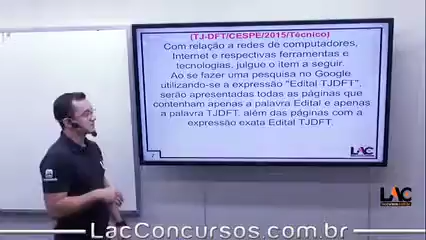 (TJ-DFT/CESPE/2015/Técnico)
Com relação a redes de computadores,
Internet e respectivas ferramentas e
tecnologias, julgue o item a seguir.
Ao se fazer uma pesquisa no Google
utilizando-se a expressão "Edital TJDFT",
serão apresentadas todas as páginas que
contenham apenas a palavra Edital e apenas
a palavra TJDFT, além das páginas com a
expressão exata Edital TJDFT.
LAC
LAC
LacConcursos.com.br